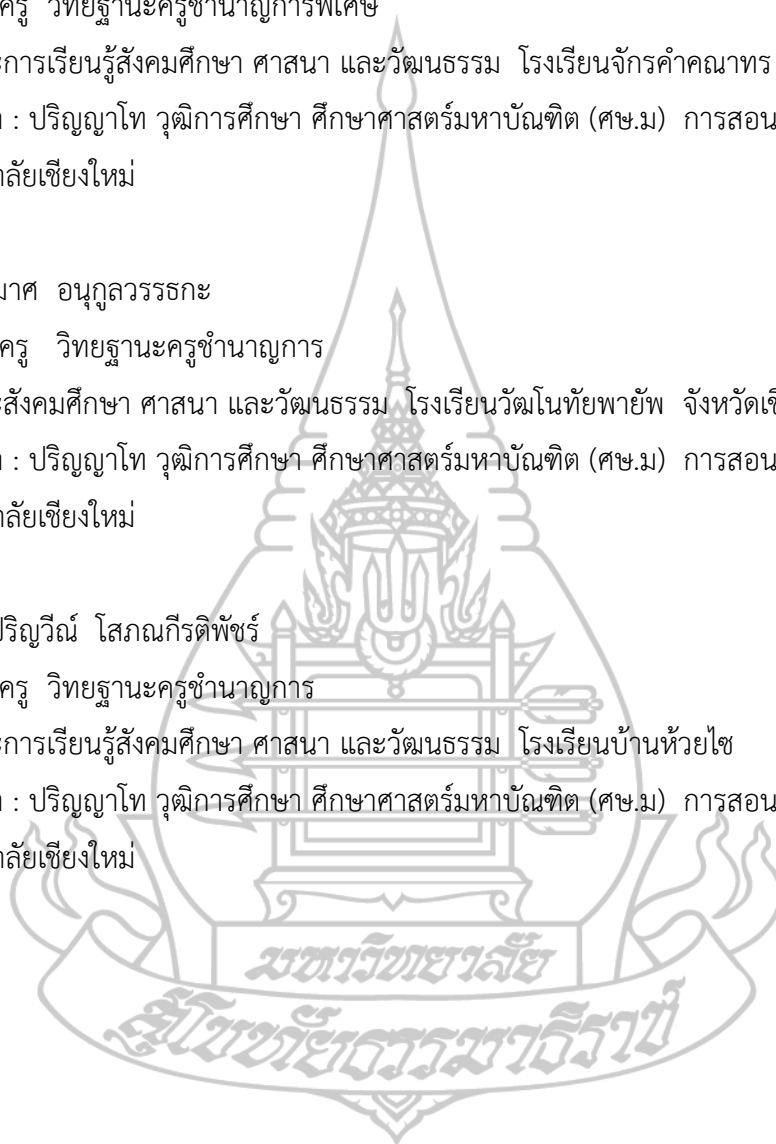 ครู วิทยฐานะครูชำนาญการพิเศษ
ะการเรียนรู้สังคมศึกษา ศาสนา และวัฒนธรรม โรงเรียนจักรคำคณาทร
า : ปริญญาโท วุฒิการศึกษา ศึกษาศาสตร์มหาบัณฑิต (ศษ.ม) การสอน
าลัยเชียงใหม่
มาศ อนุกูลวรรธกะ
ครู วิทยฐานะครูชำนาญการ
ะสังคมศึกษา ศาสนา และวัฒนธรรม โรงเรียนวัฒโนทัยพายัพ จังหวัดเชี
า : ปริญญาโท วุฒิการศึกษา ศึกษาศาสตร์มหาบัณฑิต (ศษ.ม) การสอน
าลัยเชียงใหม่
ปริญวีณ์ โสภณกีรติพัชร์
ครู วิทยฐานะครูชำนาญการ
ะการเรียนรู้สังคมศึกษา ศาสนา และวัฒนธรรม โรงเรียนบ้านห้วยไซ
า : ปริญญาโท วุฒิการศึกษา ศึกษาศาสตร์มหาบัณฑิต (ศษ.ม) การสอน
าลัยเชียงใหม่
มหาวิทยาลัย
สุโขทัยธรรมาธิราช